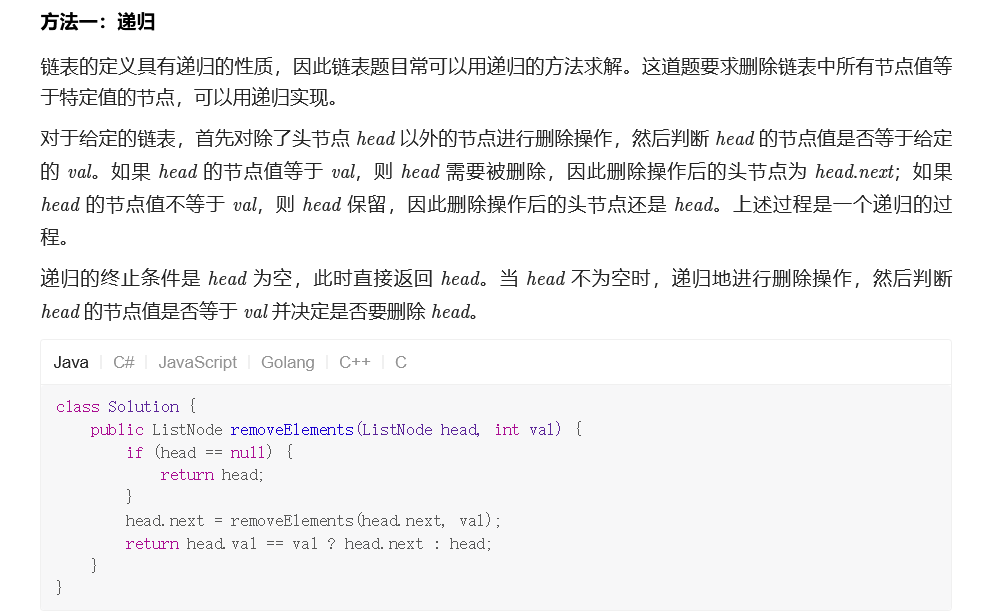 方法一：递归
链表的定义具有递归的性质，因此链表题目常可以用递归的方法求解。这道题要求删除链表中所有节点值等
于特定值的节点，可以用递归实现。
对于给定的链表，首先对除了头节点 head 以外的节点进行删除操作，然后判断 head 的节点值是否等于给定
的 val。如果 head 的节点值等于 val，则 head 需要被删除，因此删除操作后的头节点为 head.next；如果
head 的节点值不等于 val，则 head 保留，因此删除操作后的头节点还是 head。上述过程是一个递归的过
程。
递归的终止条件是 head 为空，此时直接返回 head。当 head 不为空时，递归地进行删除操作，然后判断
head 的节点值是否等于 val 并决定是否要删除 head。
Java | C# | JavaScript | Golang | C++ | C
class Solution {
    public ListNode removeElements(ListNode head, int val) {
        if (head == null) {
            return head;
        }
        head.next = removeElements(head.next, val);
        return head.val == val ? head.next : head;
    }
}